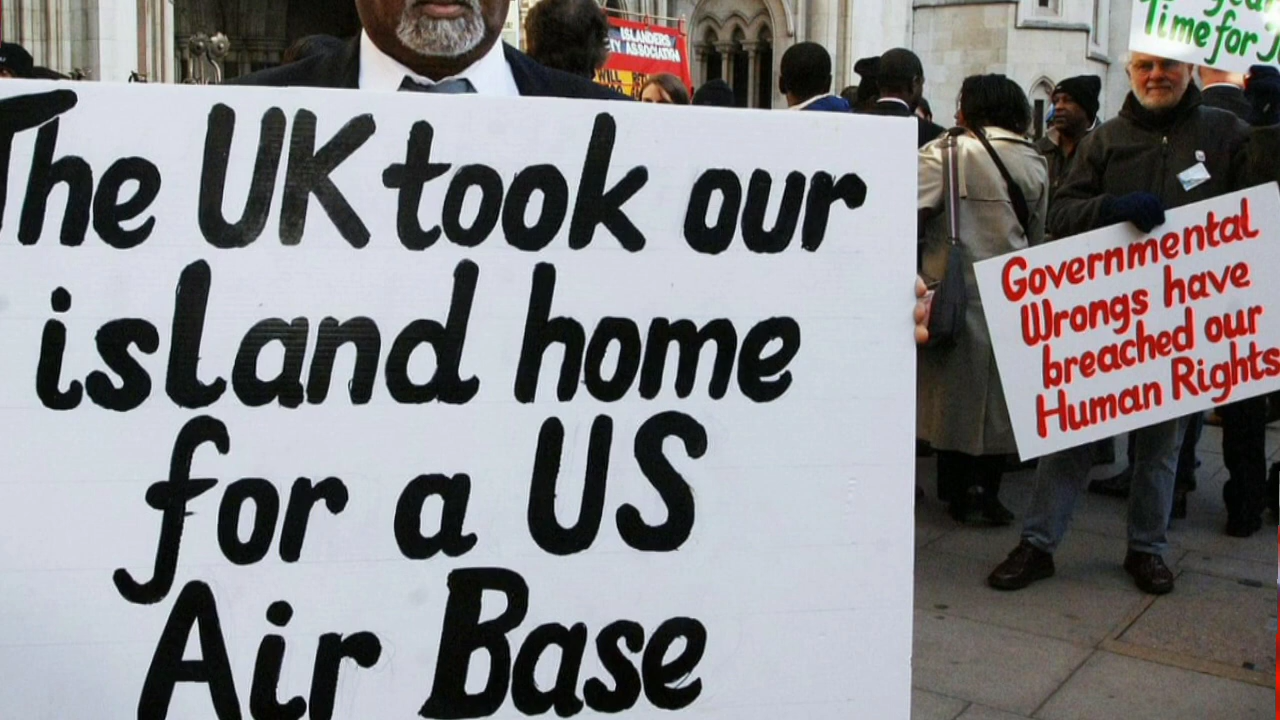 The UK took our
island home
for a US
Air Base
Governmental
Wrongs have
breached our
Human Rights
Time for
ISLANDERS
ASSOCIATION